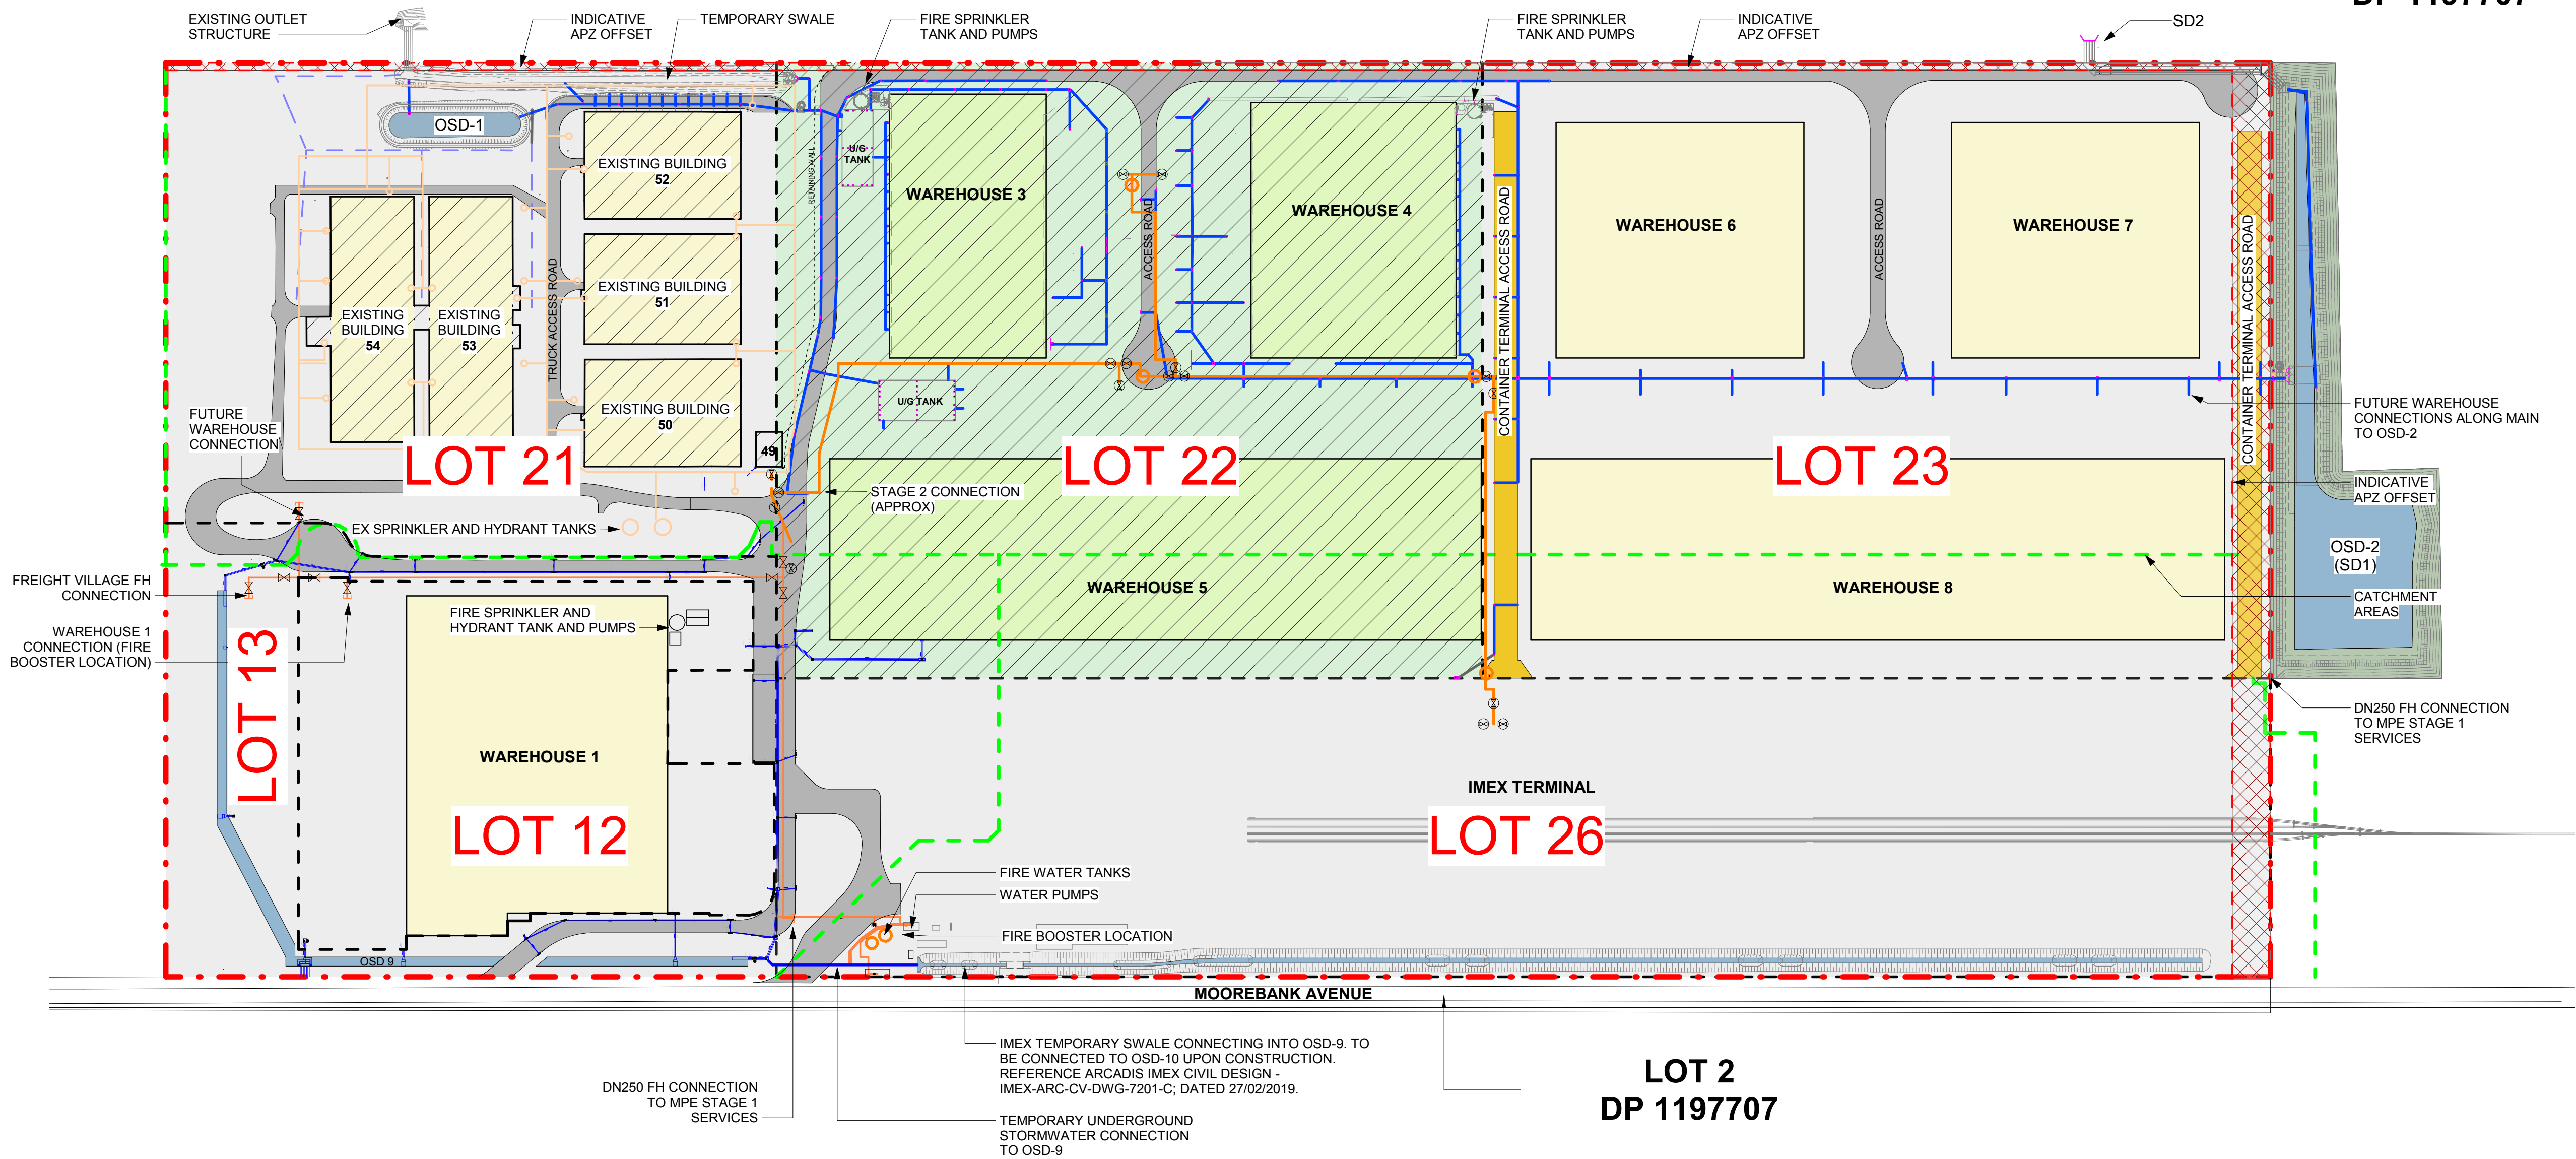 DP 1197707
EXISTING OUTLET
STRUCTURE
INDICATIVE
APZ OFFSET
TEMPORARY SWALE
FIRE SPRINKLER
TANK AND PUMPS
FIRE SPRINKLER
TANK AND PUMPS
INDICATIVE
APZ OFFSET
SD2
OSD-1
EXISTING BUILDING
52
EXISTING BUILDING
51
EXISTING BUILDING
50
EXISTING
BUILDING
54
EXISTING
BUILDING
53
TRUCK ACCESS ROAD
49
RETAINING WALL
U/G
TANK
WAREHOUSE 3
ACCESS ROAD
WAREHOUSE 4
CONTAINER TERMINAL ACCESS ROAD
WAREHOUSE 6
ACCESS ROAD
WAREHOUSE 7
CONTAINER TERMINAL ACCESS ROAD
U/G TANK
FUTURE
WAREHOUSE
CONNECTION
LOT 21
LOT 22
LOT 23
FUTURE WAREHOUSE
CONNECTIONS ALONG MAIN
TO OSD-2
INDICATIVE
APZ OFFSET
STAGE 2 CONNECTION
(APPROX)
EX SPRINKLER AND HYDRANT TANKS
OSD-2
(SD1)
FREIGHT VILLAGE FH
CONNECTION
WAREHOUSE 5
WAREHOUSE 8
CATCHMENT
AREAS
FIRE SPRINKLER AND
HYDRANT TANK AND PUMPS
WAREHOUSE 1
CONNECTION (FIRE
BOOSTER LOCATION)
LOT 13
WAREHOUSE 1
LOT 12
DN250 FH CONNECTION
TO MPE STAGE 1
SERVICES
IMEX TERMINAL
LOT 26
FIRE WATER TANKS
WATER PUMPS
FIRE BOOSTER LOCATION
OSD 9
MOOREBANK AVENUE
IMEX TEMPORARY SWALE CONNECTING INTO OSD-9. TO
BE CONNECTED TO OSD-10 UPON CONSTRUCTION.
REFERENCE ARCADIS IMEX CIVIL DESIGN -
IMEX-ARC-CV-DWG-7201-C; DATED 27/02/2019.
DN250 FH CONNECTION
TO MPE STAGE 1
SERVICES
TEMPORARY UNDERGROUND
STORMWATER CONNECTION
TO OSD-9
LOT 2
DP 1197707